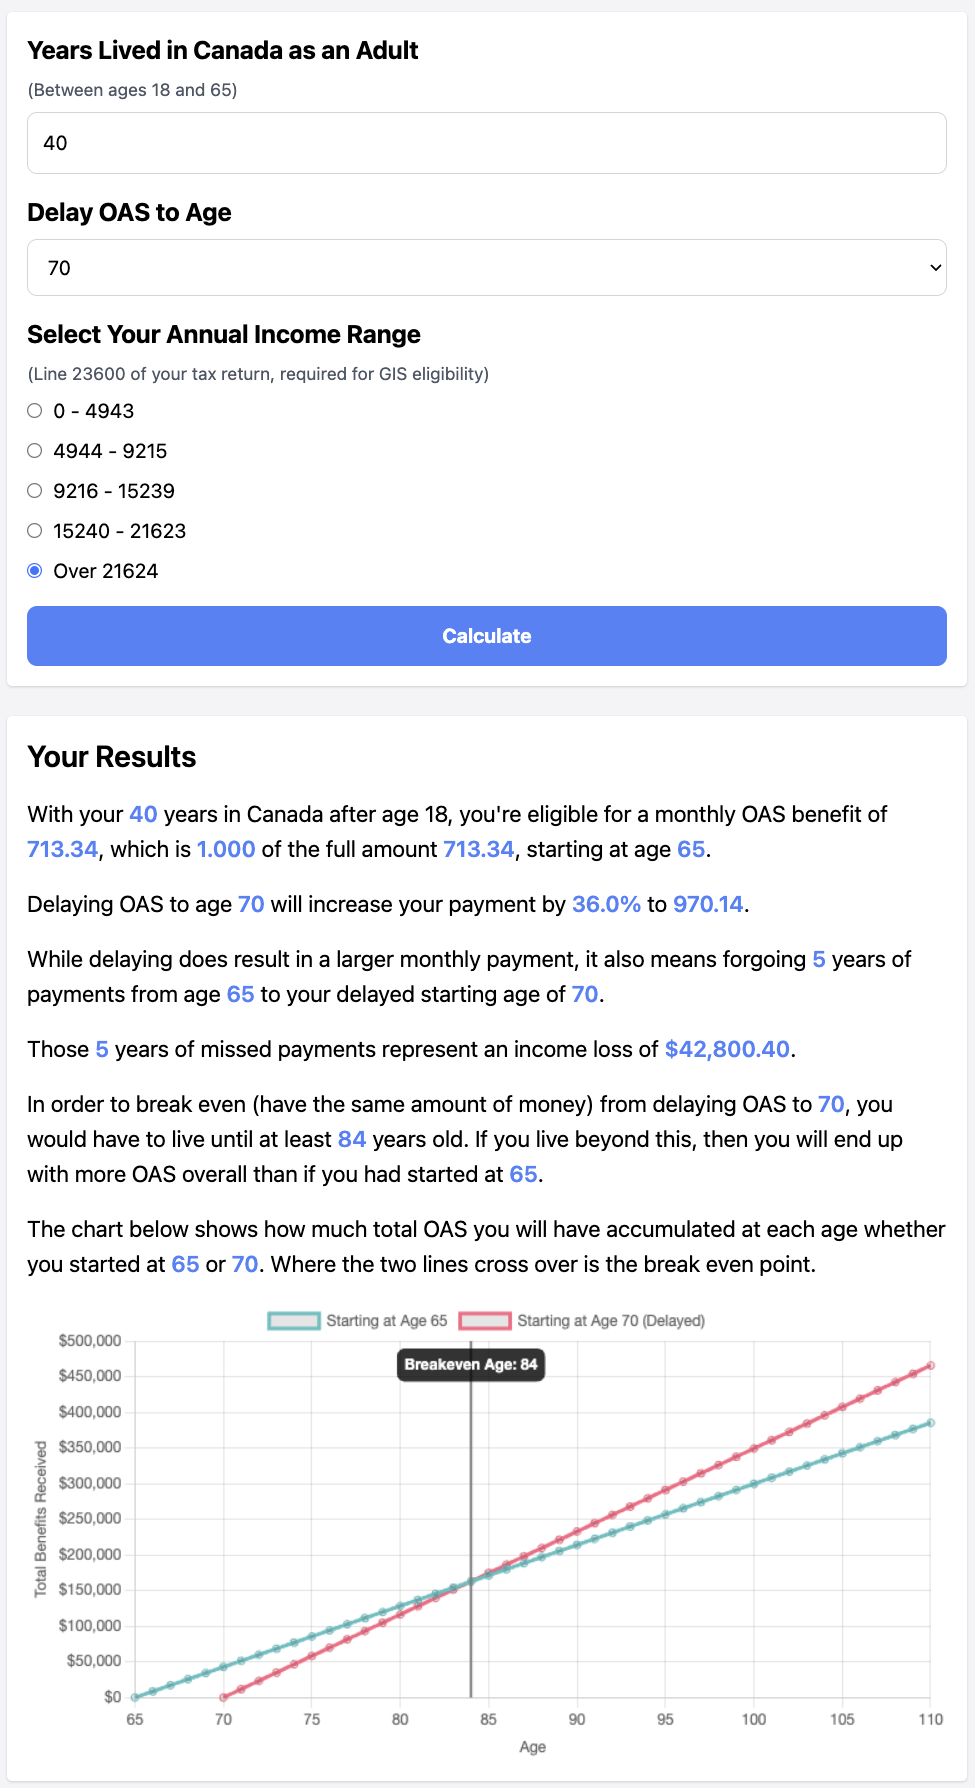 Years Lived in Canada as an Adult
(Between ages 18 and 65)
40
Delay OAS to Age
70
Select Your Annual Income Range
(Line 23600 of your tax return, required for GIS eligibility)
0 - 4943
4944 - 9215
9216 - 15239
15240 - 21623
Over 21624
Calculate
Your Results
With your 40 years in Canada after age 18, you're eligible for a monthly OAS benefit of
713.34, which is 1.000 of the full amount 713.34, starting at age 65.
Delaying OAS to age 70 will increase your payment by 36.0% to 970.14.
While delaying does result in a larger monthly payment, it also means forgoing 5 years of
payments from age 65 to your delayed starting age of 70.
Those 5 years of missed payments represent an income loss of $42,800.40.
In order to break even (have the same amount of money) from delaying OAS to 70, you
would have to live until at least 84 years old. If you live beyond this, then you will end up
with more OAS overall than if you had started at 65.
The chart below shows how much total OAS you will have accumulated at each age whether
you started at 65 or 70. Where the two lines cross over is the break even point.
Starting at Age 65 Starting at Age 70 (Delayed)
Breakeven Age: 84
Total Benefits Received
$500,000
$450,000
$400,000
$350,000
$300,000
$250,000
$200,000
$150,000
$100,000
$50,000
$0
65 70 75 80 85 90 95 100 105 110
Age